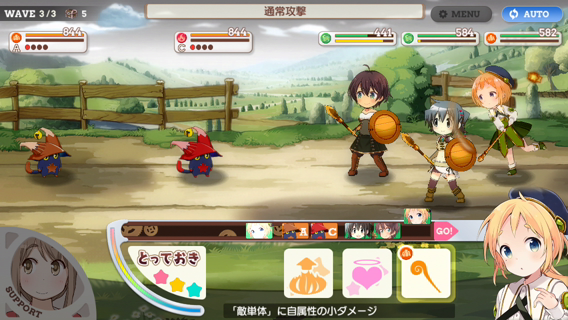 WAVE 3/3 5
通常攻撃
MENU
AUTO
844
A
844
C
441
584
582
A C GO!
とっておき
SUPPORT
「敵単体」に自属性の小ダメージ